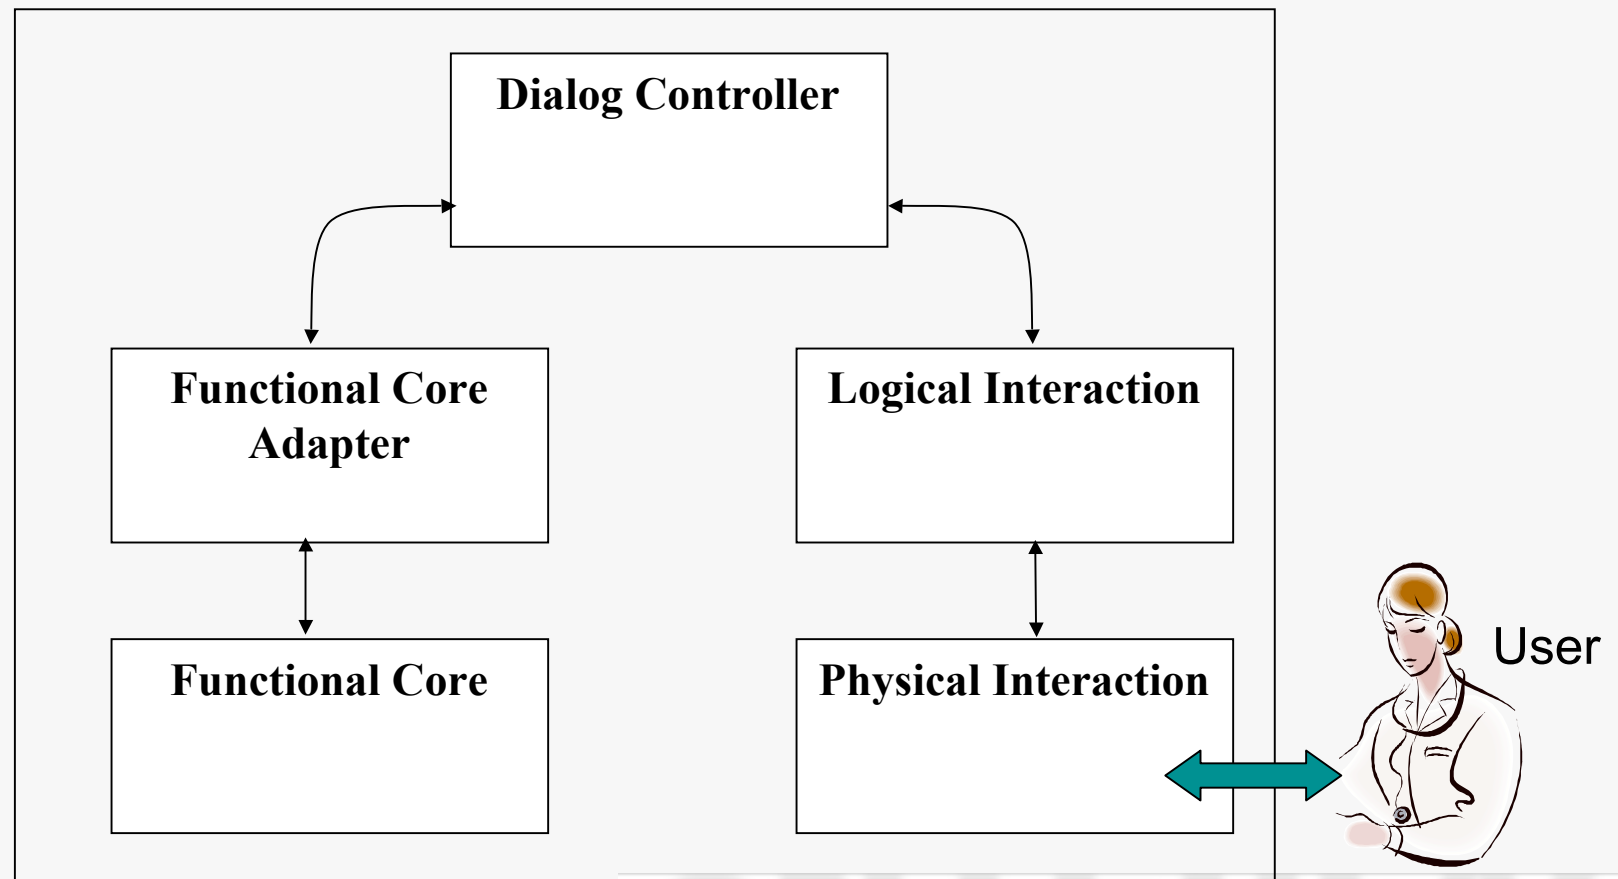 Dialog Controller
Functional Core
Adapter
Logical Interaction
Functional Core
Physical Interaction
User